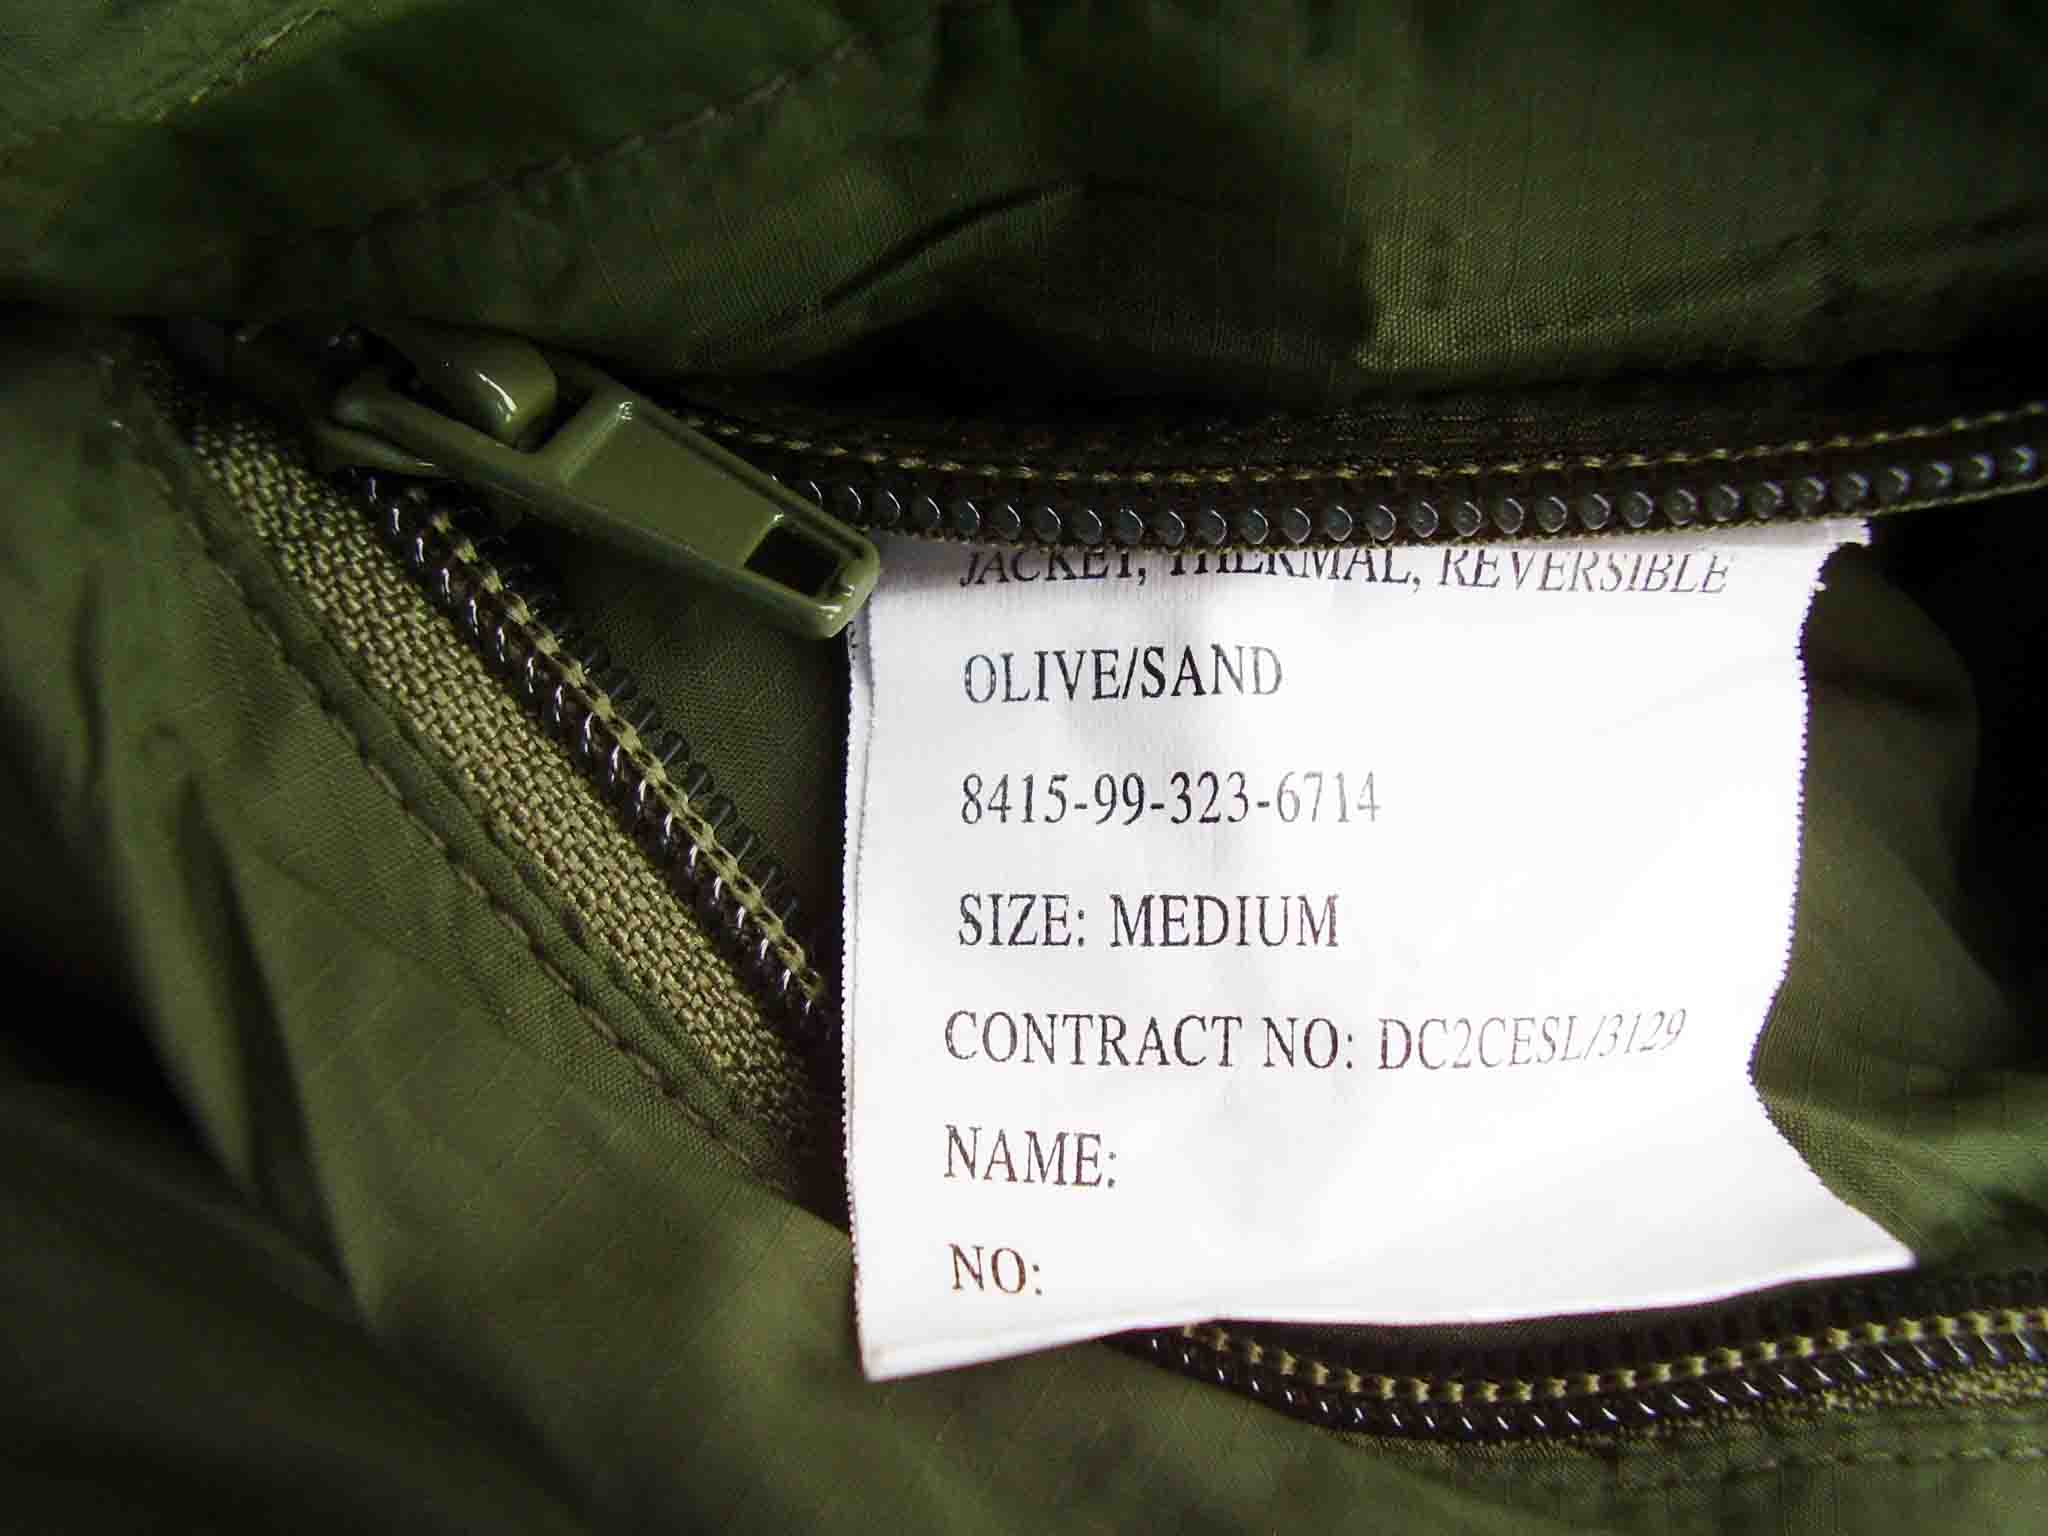 JACKET, THERMAL, REVERSIBLE
OLIVE/SAND
8415-99-323-6714
SIZE: MEDIUM
CONTRACT NO: DC2CESL/3129
NAME:
NO: